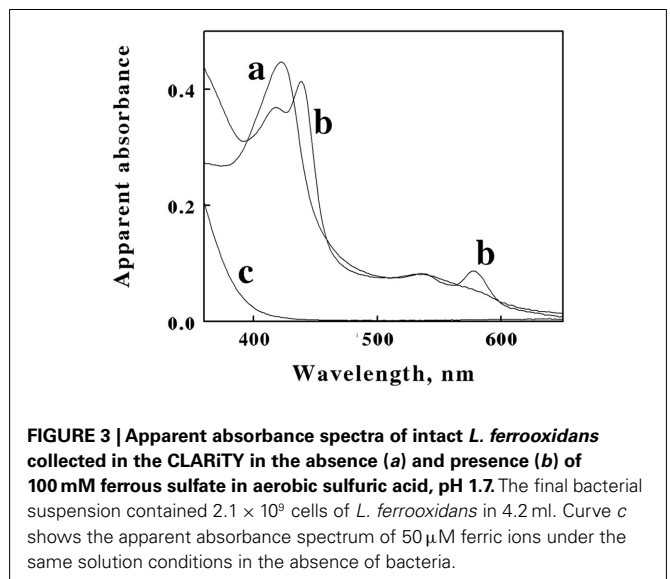 Apparent absorbance
0.4
0.2
0.0
a
b
b
c
400
500
600
Wavelength, nm
FIGURE 3 | Apparent absorbance spectra of intact L. ferrooxidans
collected in the CLARiTY in the absence (a) and presence (b) of
100 mM ferrous sulfate in aerobic sulfuric acid, pH 1.7. The final bacterial
suspension contained 2.1 × 10⁹ cells of L. ferrooxidans in 4.2 ml. Curve c
shows the apparent absorbance spectrum of 50 μM ferric ions under the
same solution conditions in the absence of bacteria.